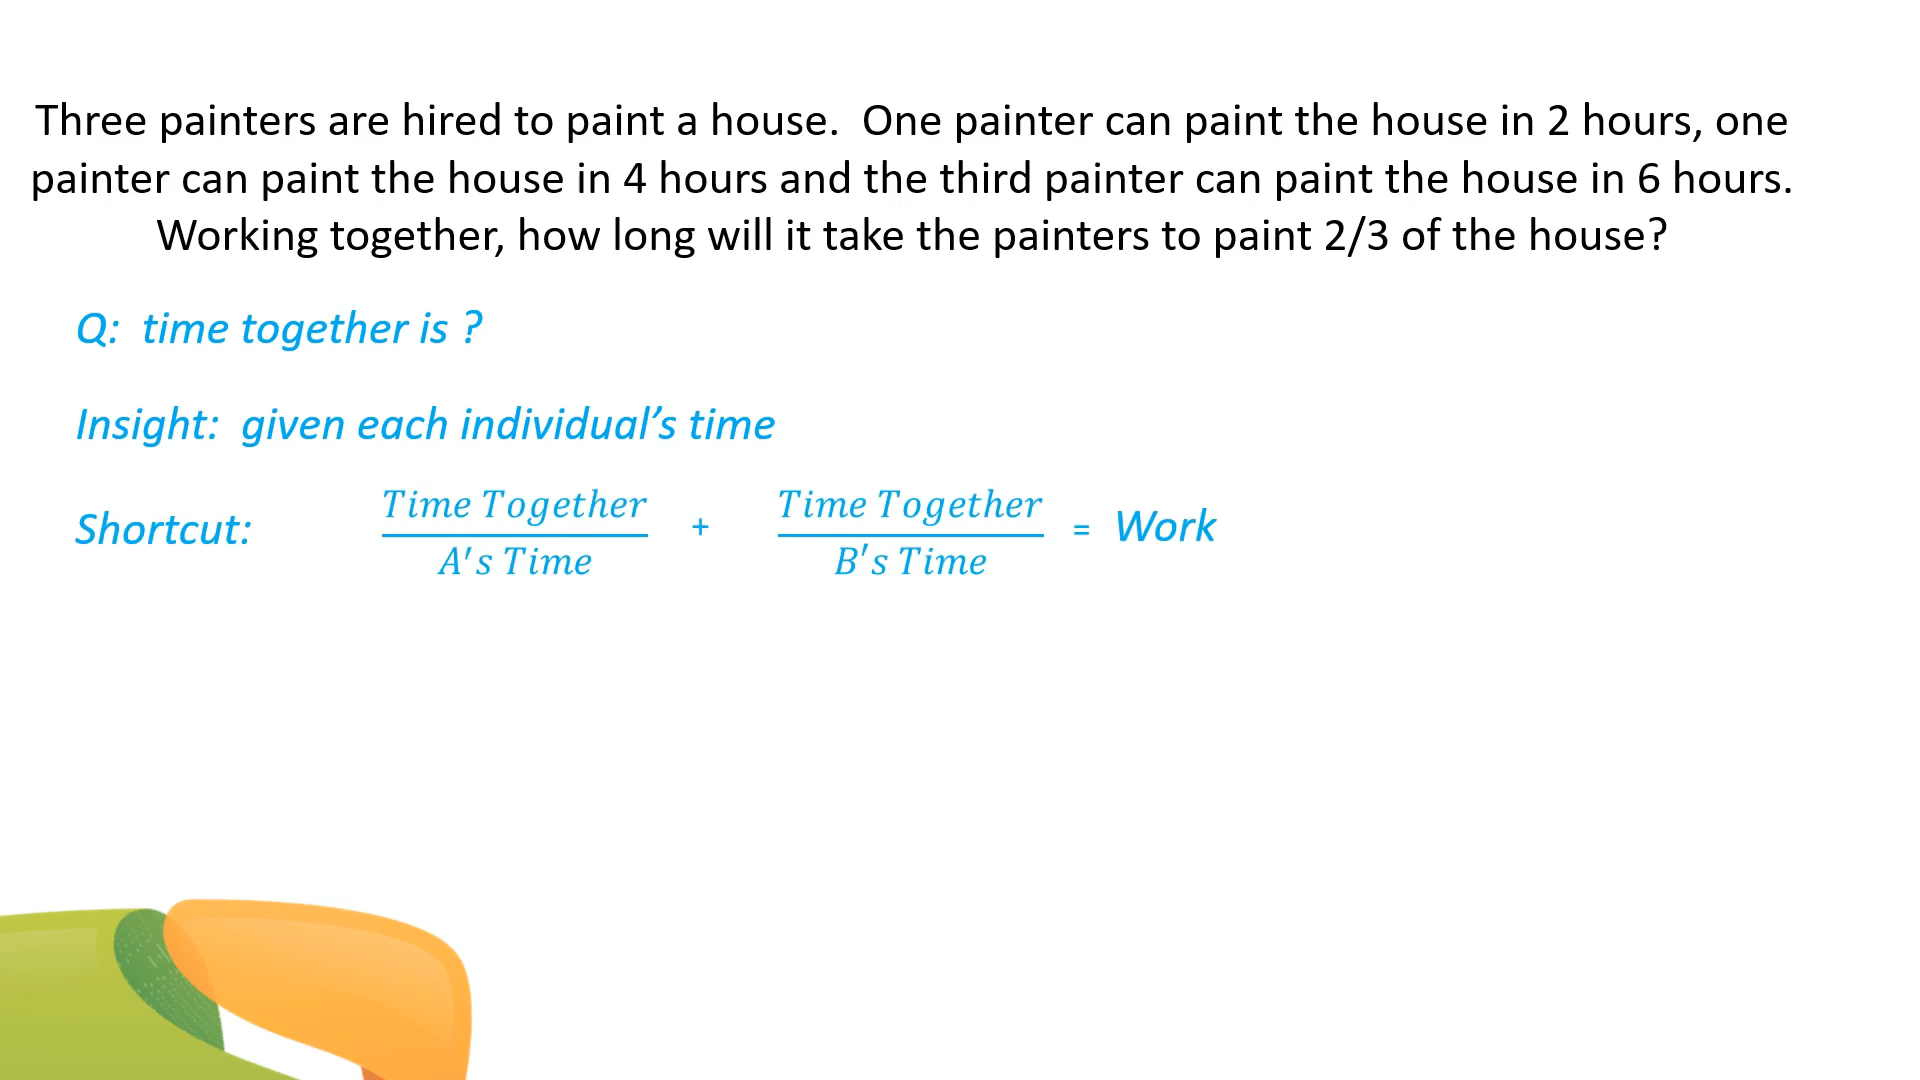 Three painters are hired to paint a house.  One painter can paint the house in 2 hours, one
painter can paint the house in 4 hours and the third painter can paint the house in 6 hours.
Working together, how long will it take the painters to paint 2/3 of the house?
Q:  time together is ?
Insight:  given each individual’s time
Shortcut: Time Together / A's Time + Time Together / B's Time = Work